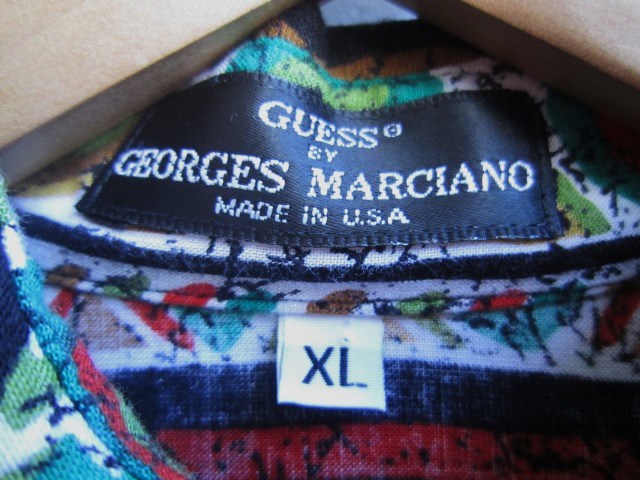 GUESS®
BY
GEORGES MARCIANO
MADE IN U.S.A
XL